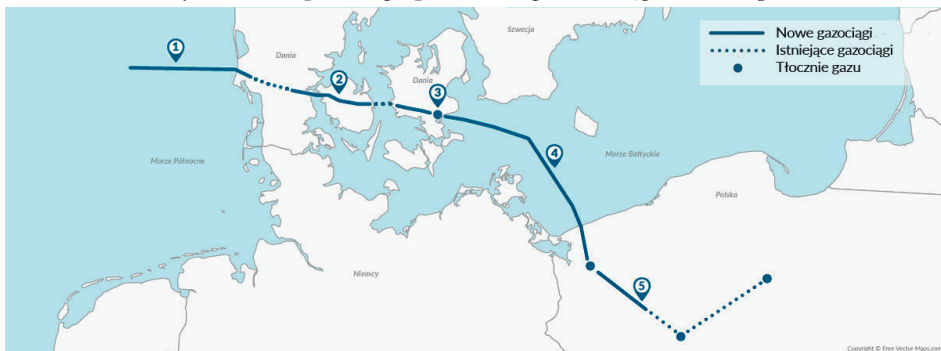 Szwecja
Nowe gazociągi
Istniejące gazociągi
Tłocznie gazu
1
Dania
2
Dania
3
4
Morze Północne
Morze Bałtyckie
Polska
Niemcy
5
Copyright © Free Vector Maps.com